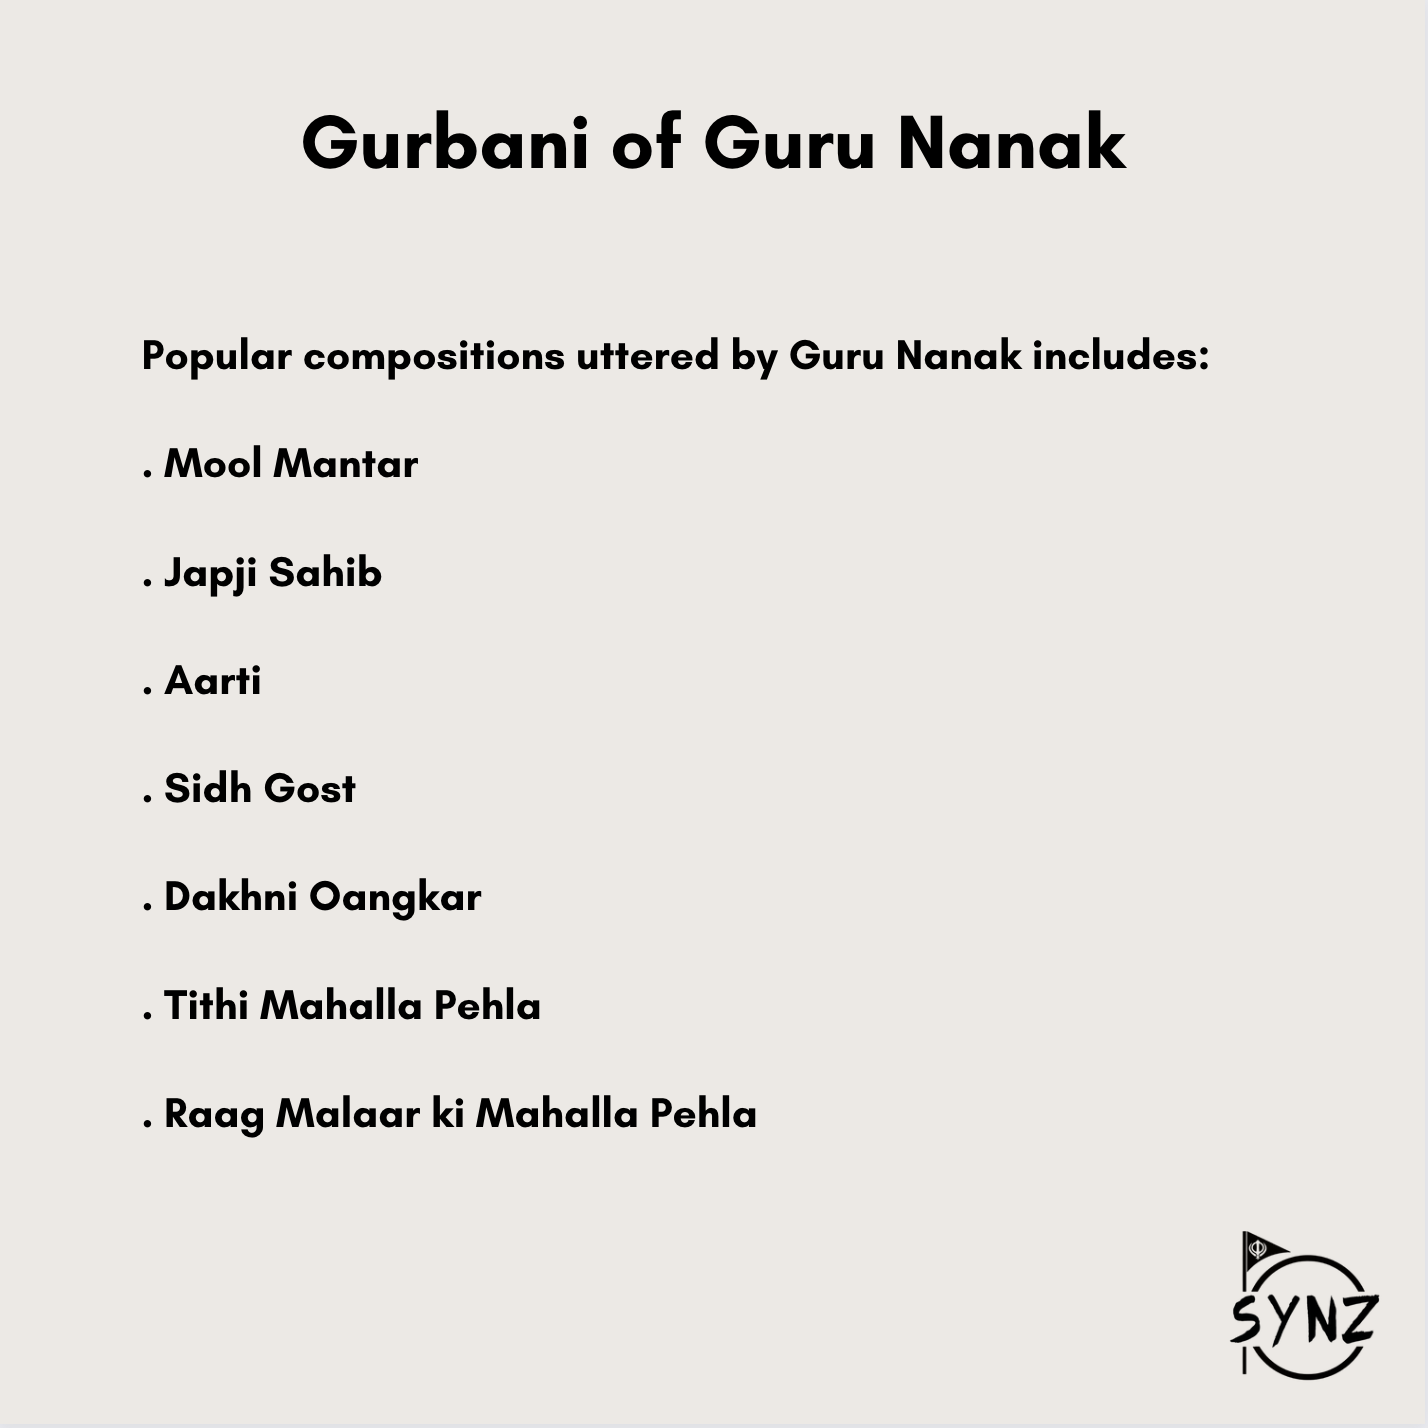 Gurbani of Guru Nanak
Popular compositions uttered by Guru Nanak includes:
. Mool Mantar
. Japji Sahib
. Aarti
. Sidh Gost
. Dakhni Oangkar
. Tithi Mahalla Pehla
. Raag Malaar ki Mahalla Pehla
SYNZ